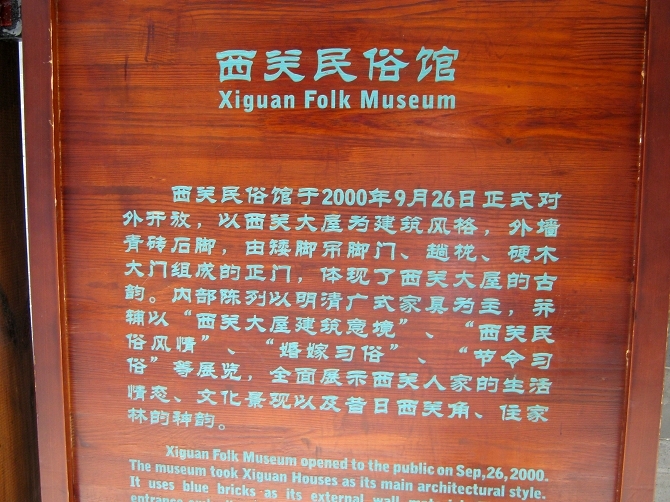 西关民俗馆
Xiguan Folk Museum
西关民俗馆于2000年9月26日正式对
外开放，以西关大屋为建筑风格，外墙
青砖石脚，由矮脚吊脚门、趟栊、硬木
大门组成的正门，体现了西关大屋的古
韵。内部陈列以明清广式家具为主，并
辅以“西关大屋建筑意境”、“西关民
俗风情”、“婚嫁习俗”、“节令习
俗”等展览，全面展示西关人家的生活
情态、文化景观以及昔日西关角、住家
林的神韵。
Xiguan Folk Museum opened to the public on Sep,26,2000.
The museum took Xiguan Houses as its main architectural style.
It uses blue bricks as its external wall